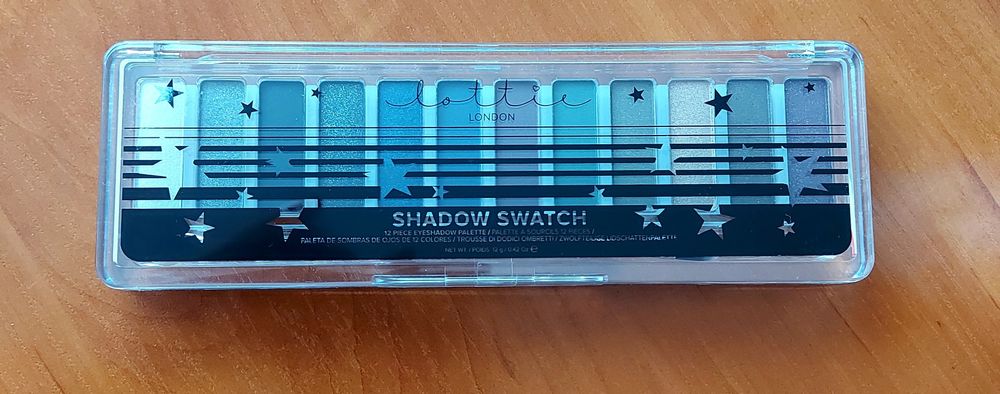 lottie
LONDON
SHADOW SWATCH
12 PIECE EYESHADOW PALETTE / PALETTE A SOURCILS 12 PIECES /
PALETA DE SOMBRAS DE OJOS DE 12 COLORES / TROUSSE DI DODICI OMBRETTI / ZWÖLFTEILIGE LIDSCHATTENPALETTE
NET WT. / POIDS 12 g / 0.42 Oz ℮